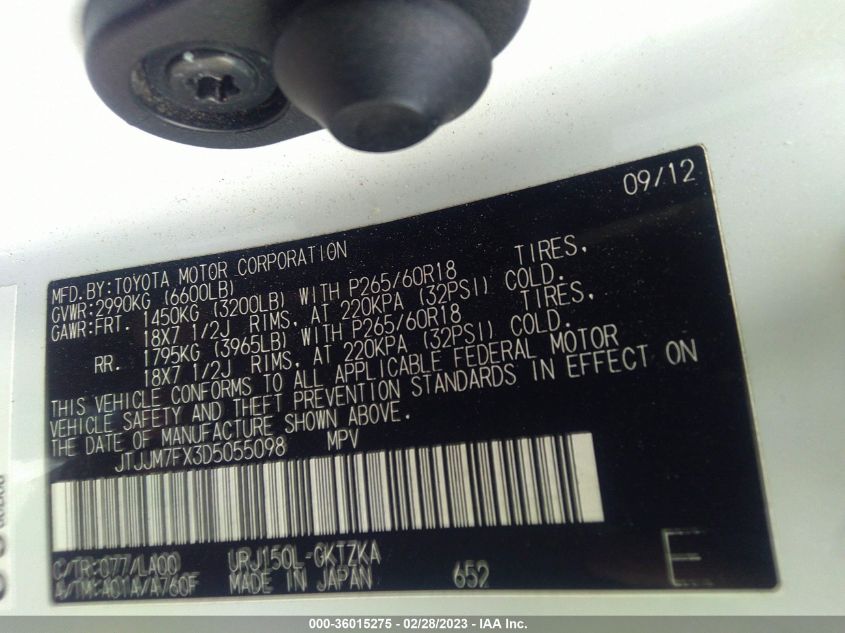 09/12
MFD.BY:TOYOTA MOTOR CORPORATION
GVWR:2990KG (6600LB)
GAWR:FRT. 1450KG (3200LB) WITH P265/60R18 TIRES,
18X7 1/2J RIMS, AT 220KPA (32PSI) COLD.
RR. 1795KG (3965LB) WITH P265/60R18 TIRES,
18X7 1/2J RIMS, AT 220KPA (32PSI) COLD.
THIS VEHICLE CONFORMS TO ALL APPLICABLE FEDERAL MOTOR
VEHICLE SAFETY AND THEFT PREVENTION STANDARDS IN EFFECT ON
THE DATE OF MANUFACTURE SHOWN ABOVE.
JTJJM7FX3D5055098 MPV
C/TR:077/LA00 URJ150L-GKTZKA
A/TM:A01A/A760F MADE IN JAPAN 652 E
000-36015275 - 02/28/2023 - IAA Inc.